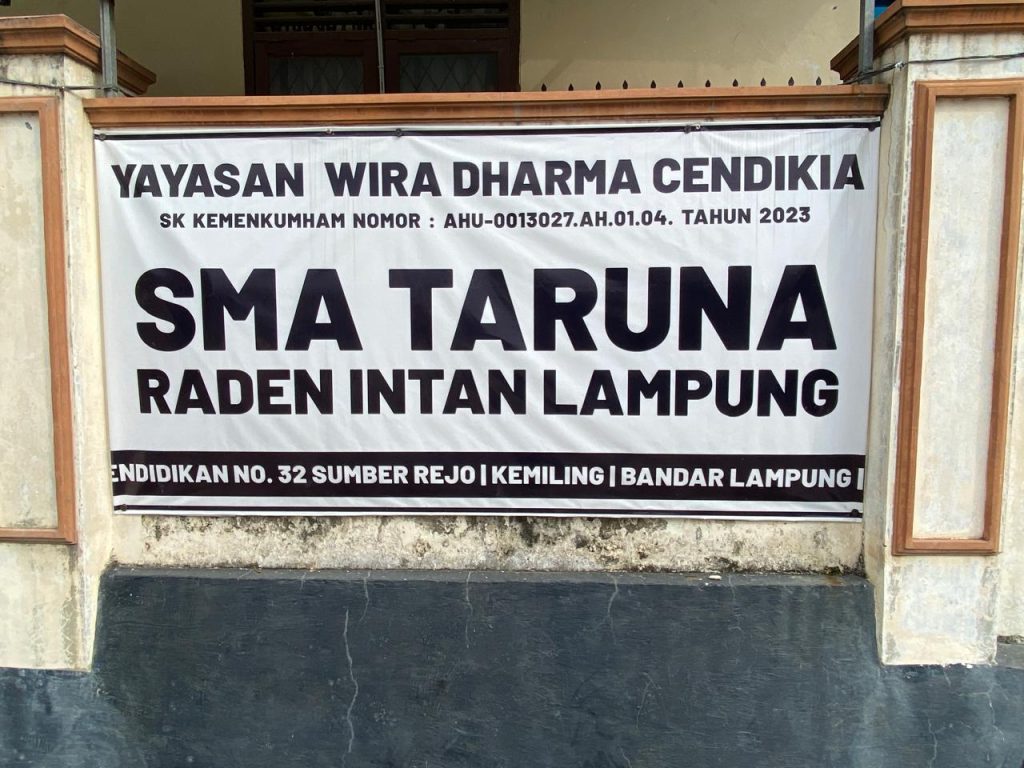 YAYASAN WIRA DHARMA CENDIKIA
SK KEMENKUMHAM NOMOR : AHU-0013027.AH.01.04. TAHUN 2023
SMA TARUNA
RADEN INTAN LAMPUNG
ENDIDIKAN NO. 32 SUMBER REJO | KEMILING | BANDAR LAMPUNG |